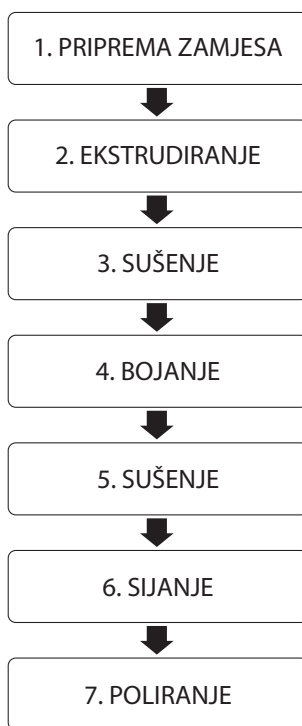 1. PRIPREMA ZAMJESA
2. EKSTRUDIRANJE
3. SUŠENJE
4. BOJANJE
5. SUŠENJE
6. SIJANJE
7. POLIRANJE